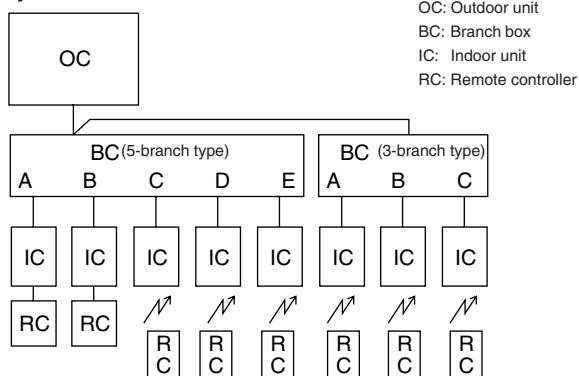 OC: Outdoor unit
BC: Branch box
IC: Indoor unit
RC: Remote controller
OC
BC (5-branch type)
A B C D E
BC (3-branch type)
A B C
IC IC IC IC IC IC IC IC
RC RC
R R R R R R
C C C C C C